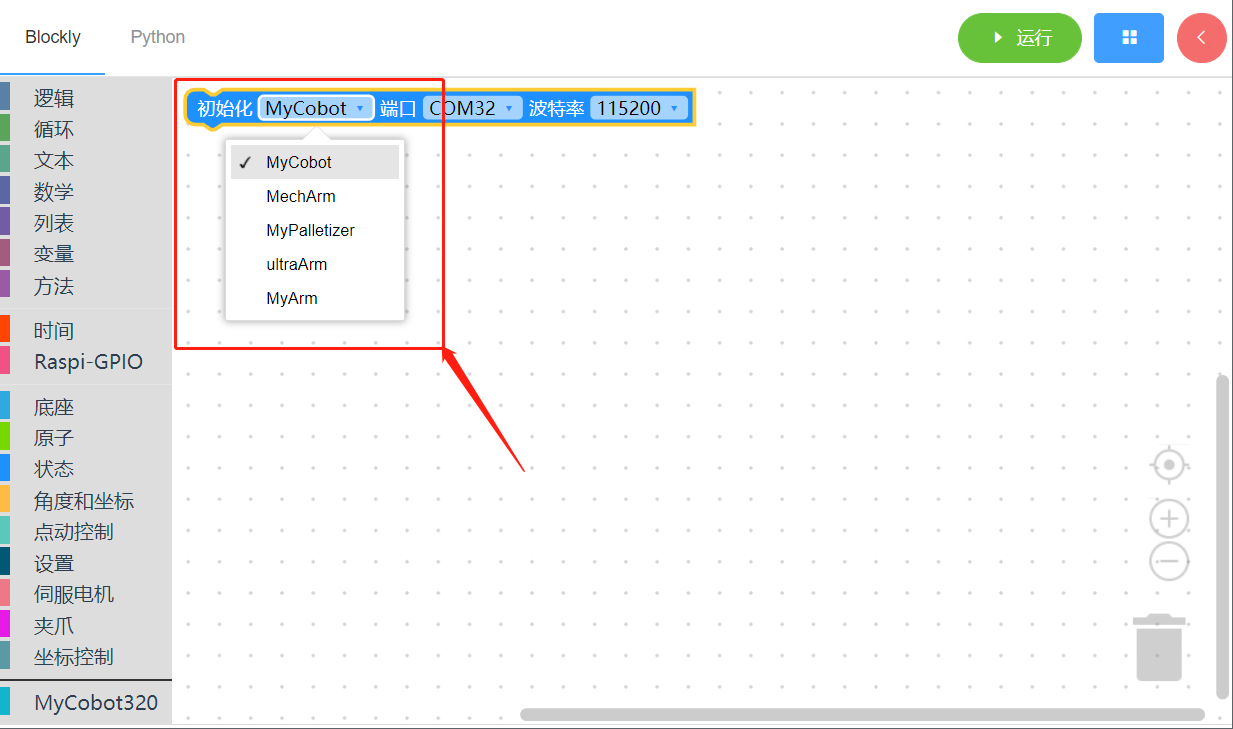 Blockly Python
运行
初始化 MyCobot 端口 COM32 波特率 115200
MyCobot
MechArm
MyPalletizer
ultraArm
MyArm
逻辑
循环
文本
数学
列表
变量
方法
时间
Raspi-GPIO
底座
原子
状态
角度和坐标
点动控制
设置
伺服电机
夹爪
坐标控制
MyCobot320